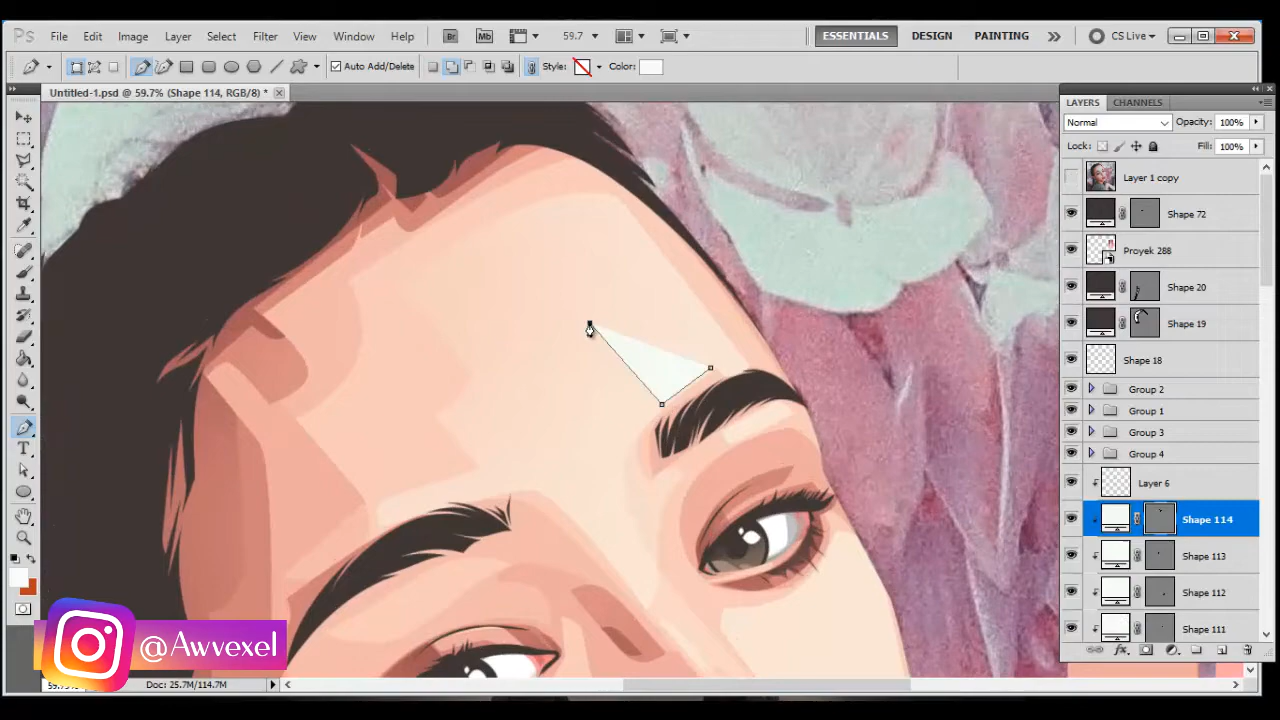 Ps File Edit Image Layer Select Filter View Window Help Br Mb 59.7 ESSENTIALS DESIGN PAINTING CS Live
Auto Add/Delete Style: Color:
Untitled-1.psd @ 59.7% (Shape 114, RGB/8) *
LAYERS CHANNELS
Normal Opacity: 100%
Lock: Fill: 100%
Layer 1 copy
Shape 72
Proyek 288
Shape 20
Shape 19
Shape 18
Group 2
Group 1
Group 3
Group 4
Layer 6
Shape 114
Shape 113
Shape 112
Shape 111
@Awvexel
Doc: 25.7M/114.7M